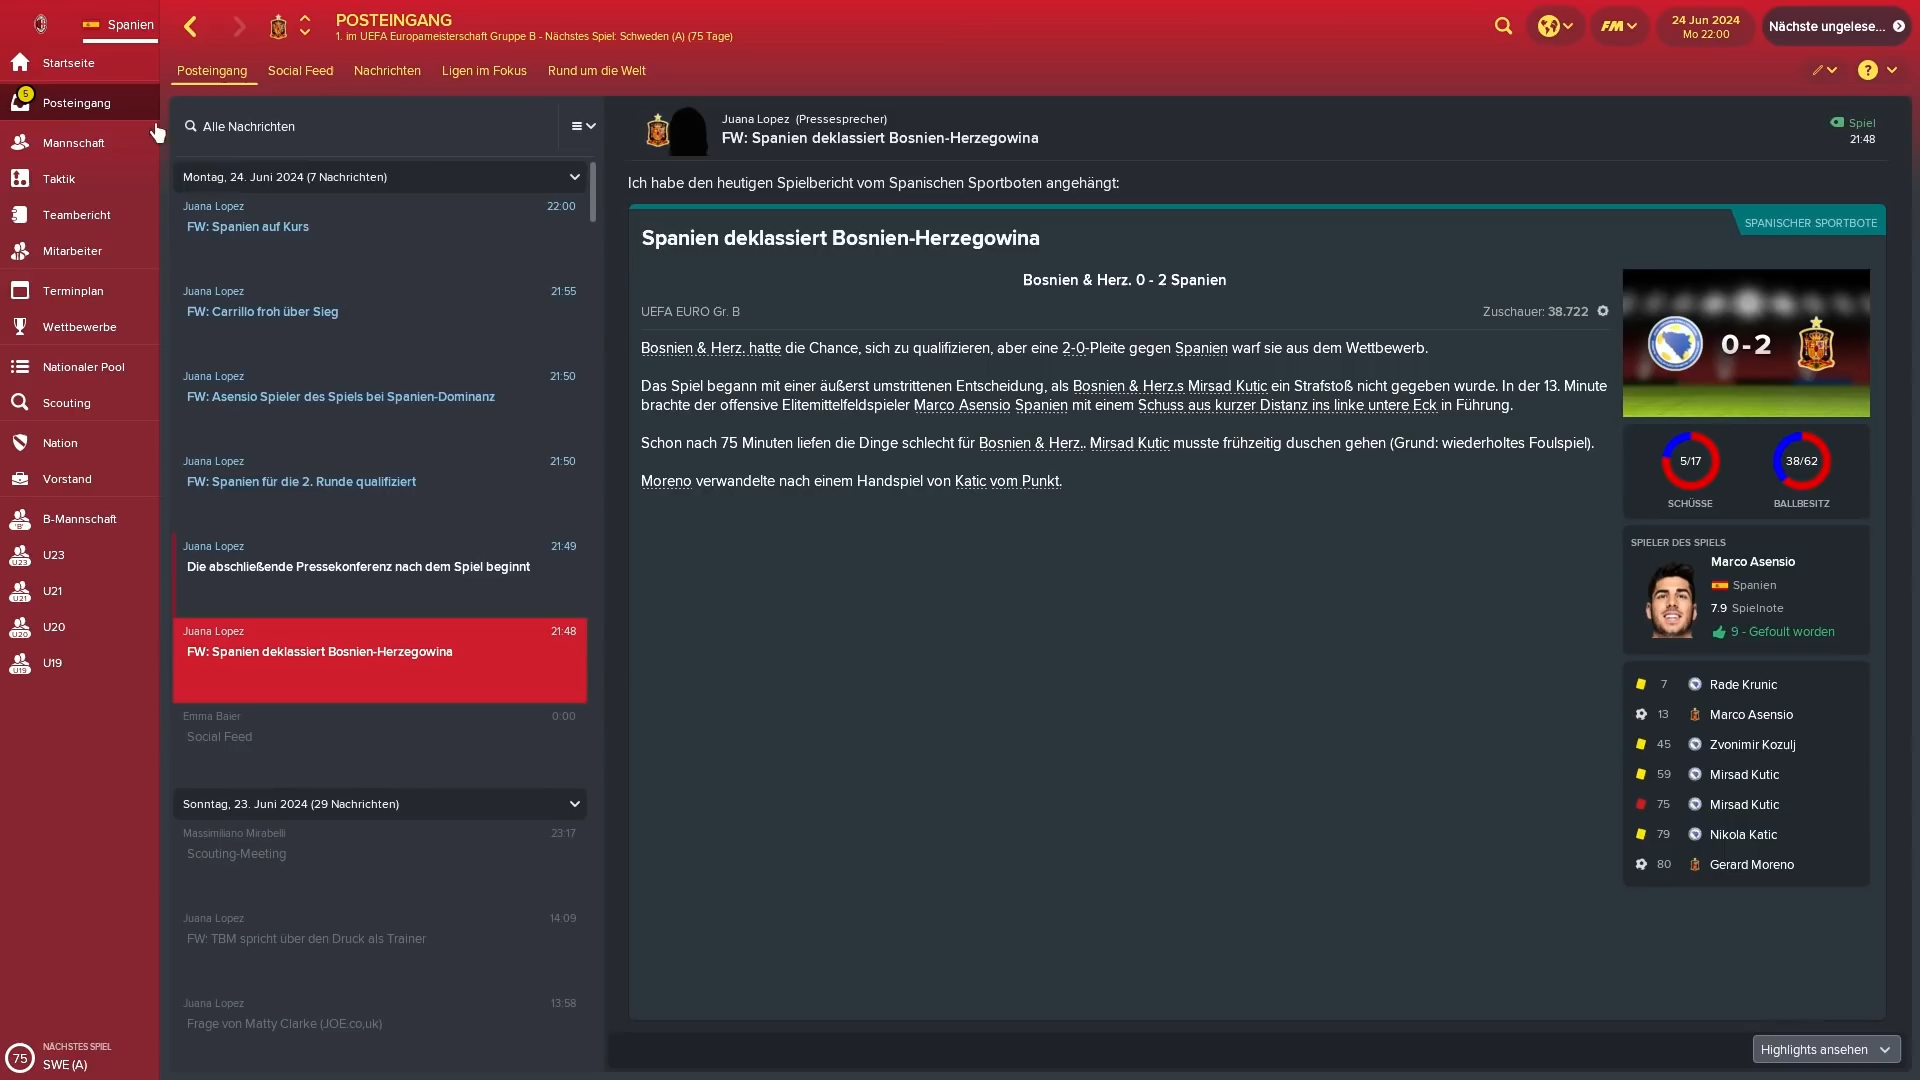 Spanien
POSTEINGANG
1. im UEFA Europameisterschaft Gruppe B - Nächstes Spiel: Schweden (A) (75 Tage)
FM
24 Jun 2024
Mo 22:00
Nächste ungelese...
Posteingang
Social Feed
Nachrichten
Ligen im Fokus
Rund um die Welt
?
Startseite
5
Posteingang
Mannschaft
Taktik
Teambericht
Mitarbeiter
Terminplan
Wettbewerbe
Nationaler Pool
Scouting
Nation
Vorstand
'B' B-Mannschaft
U23 U23
U21 U21
U20 U20
U19 U19
75
NÄCHSTES SPIEL
SWE (A)
Alle Nachrichten
Montag, 24. Juni 2024 (7 Nachrichten)
Juana Lopez 22:00
FW: Spanien auf Kurs
Juana Lopez 21:55
FW: Carrillo froh über Sieg
Juana Lopez 21:50
FW: Asensio Spieler des Spiels bei Spanien-Dominanz
Juana Lopez 21:50
FW: Spanien für die 2. Runde qualifiziert
Juana Lopez 21:49
Die abschließende Pressekonferenz nach dem Spiel beginnt
Juana Lopez 21:48
FW: Spanien deklassiert Bosnien-Herzegowina
Emma Baier 0:00
Social Feed
Sonntag, 23. Juni 2024 (29 Nachrichten)
Massimiliano Mirabelli 23:17
Scouting-Meeting
Juana Lopez 14:09
FW: TBM spricht über den Druck als Trainer
Juana Lopez 13:58
Frage von Matty Clarke (JOE.co,uk)
Juana Lopez (Pressesprecher)
FW: Spanien deklassiert Bosnien-Herzegowina
Spiel
21:48
Ich habe den heutigen Spielbericht vom Spanischen Sportboten angehängt:
SPANISCHER SPORTBOTE
Spanien deklassiert Bosnien-Herzegowina
Bosnien & Herz. 0 - 2 Spanien
UEFA EURO Gr. B
Zuschauer: 38.722
Bosnien & Herz. hatte die Chance, sich zu qualifizieren, aber eine 2-0-Pleite gegen Spanien warf sie aus dem Wettbewerb.
Das Spiel begann mit einer äußerst umstrittenen Entscheidung, als Bosnien & Herz.s Mirsad Kutic ein Strafstoß nicht gegeben wurde. In der 13. Minute
brachte der offensive Elitemittelfeldspieler Marco Asensio Spanien mit einem Schuss aus kurzer Distanz ins linke untere Eck in Führung.
Schon nach 75 Minuten liefen die Dinge schlecht für Bosnien & Herz.. Mirsad Kutic musste frühzeitig duschen gehen (Grund: wiederholtes Foulspiel).
Moreno verwandelte nach einem Handspiel von Katic vom Punkt.
0-2
5/17
SCHÜSSE
38/62
BALLBESITZ
SPIELER DES SPIELS
Marco Asensio
Spanien
7.9 Spielnote
9 - Gefoult worden
7 Rade Krunic
13 Marco Asensio
45 Zvonimir Kozulj
59 Mirsad Kutic
75 Mirsad Kutic
79 Nikola Katic
80 Gerard Moreno
Highlights ansehen